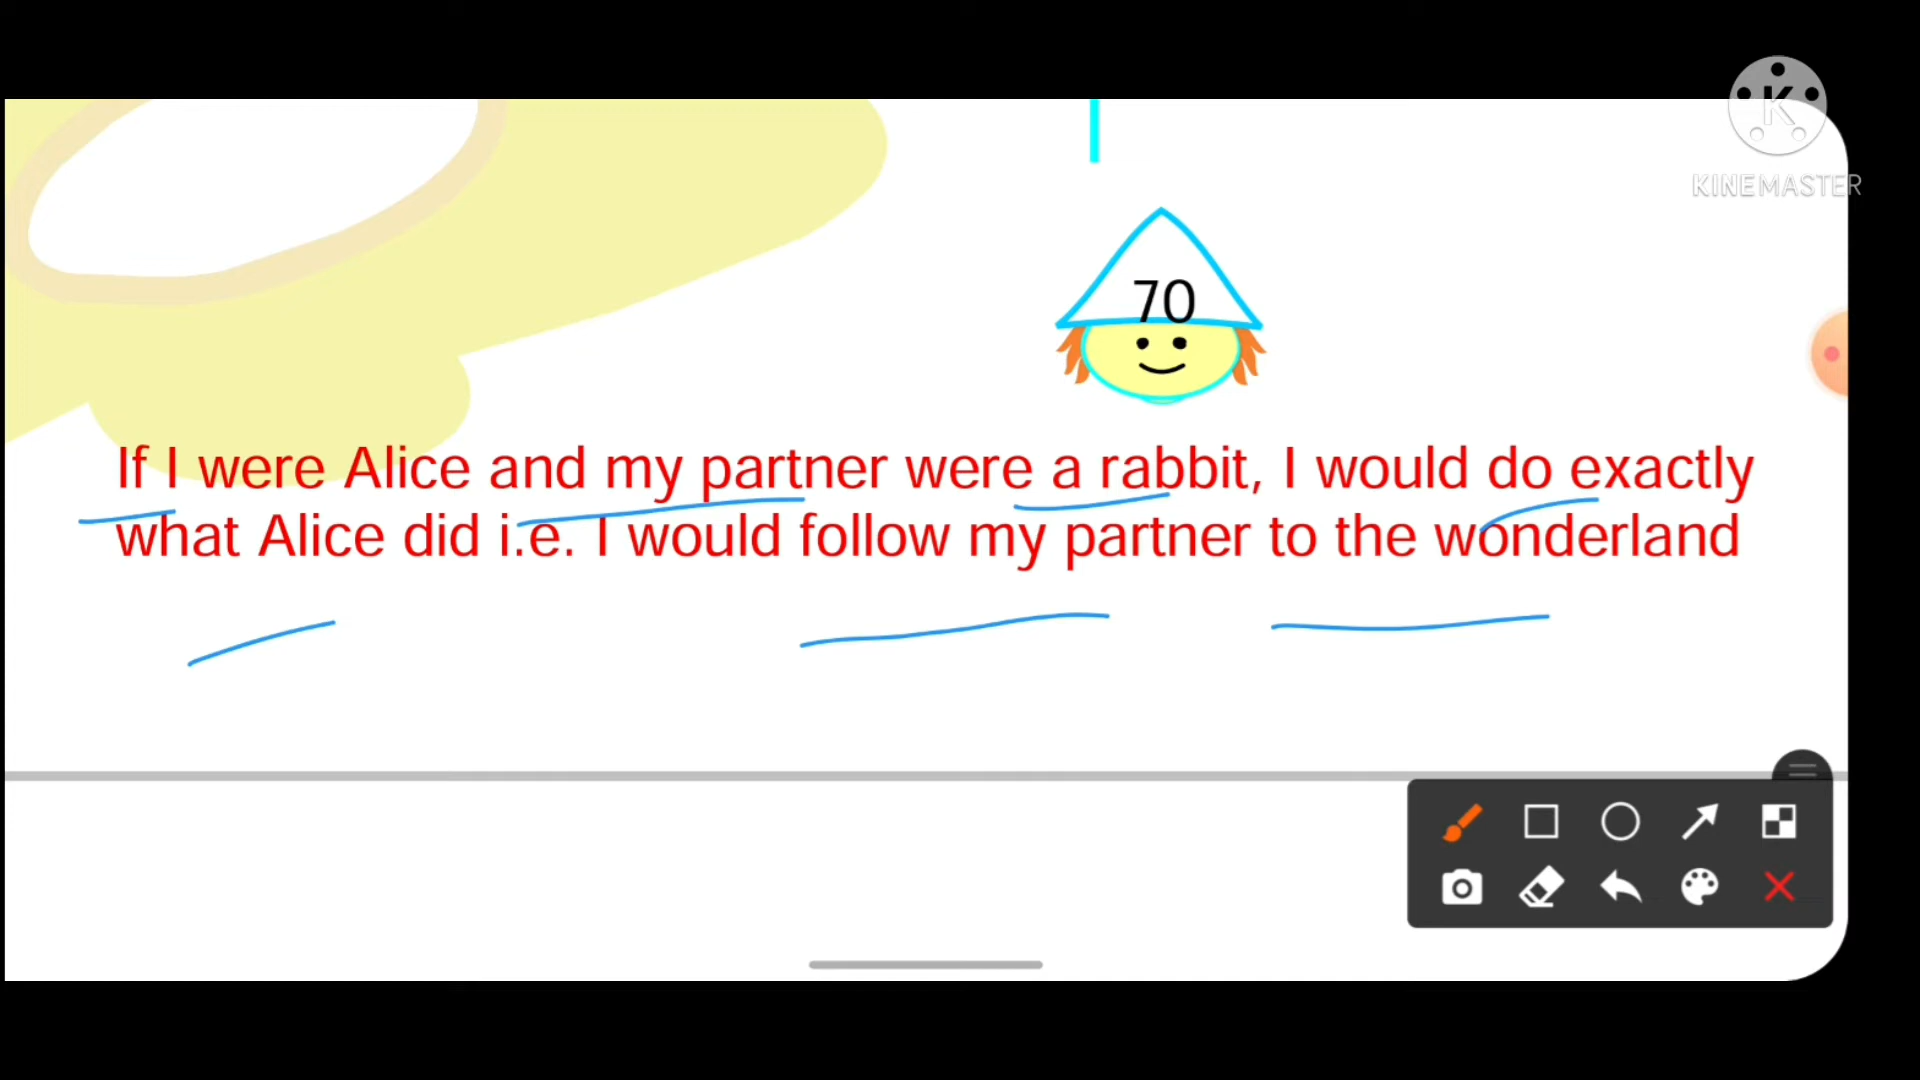 K
KINEMASTER
70
If I were Alice and my partner were a rabbit, I would do exactly
what Alice did i.e. I would follow my partner to the wonderland